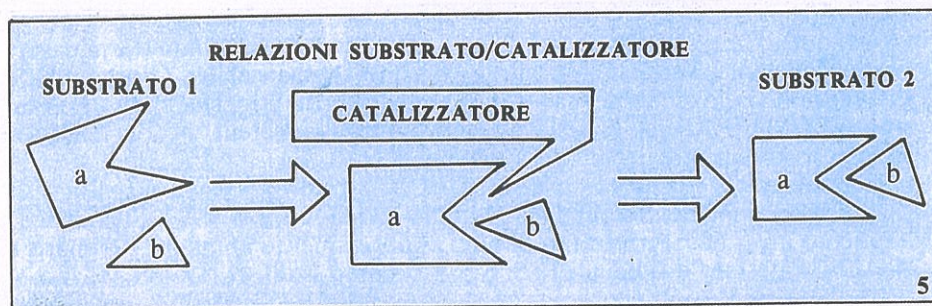 RELAZIONI SUBSTRATO/CATALIZZATORE
SUBSTRATO 1
CATALIZZATORE
SUBSTRATO 2
a
b
a
b
a
b
5